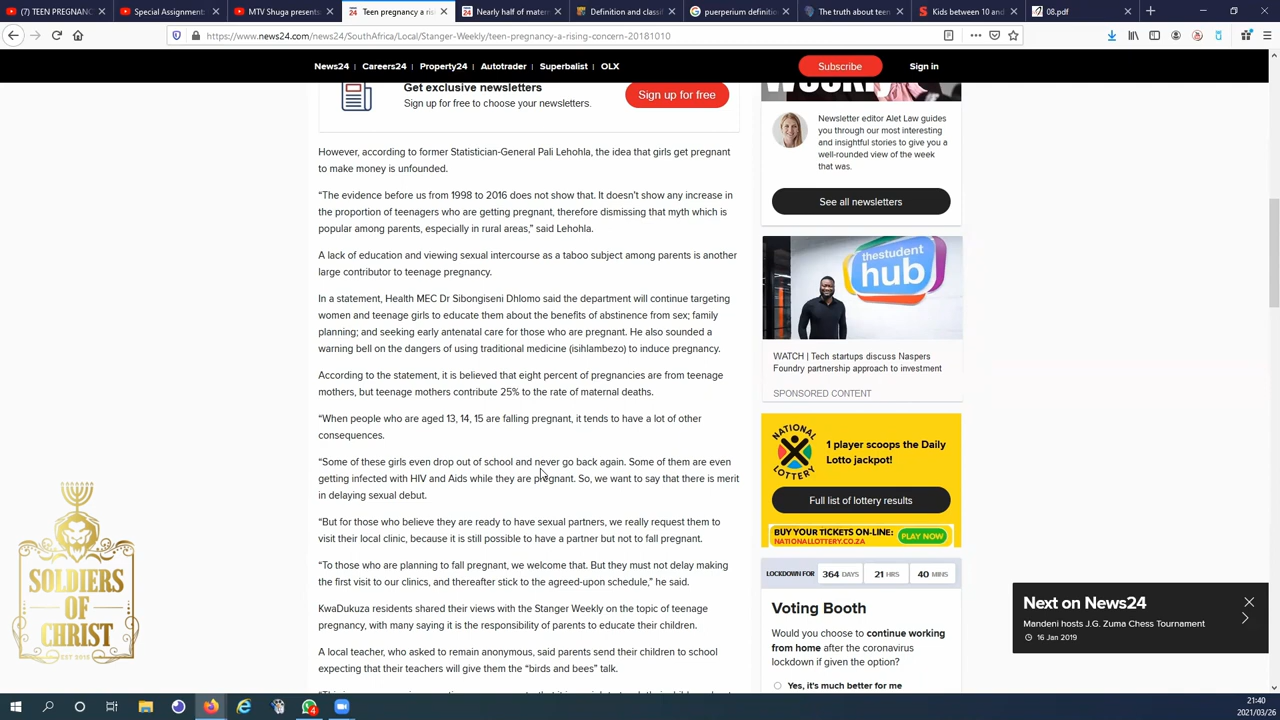 (7) TEEN PREGNANC
Special Assignment
MTV Shuga presents
Teen pregnancy a ris
Nearly half of matern
Definition and classif
puerperium definitio
The truth about teen
Kids between 10 and
08.pdf
https://www.news24.com/news24/SouthAfrica/Local/Stanger-Weekly/teen-pregnancy-a-rising-concern-20181010
News24 | Careers24 | Property24 Autotrader | Superbalist | OLX
Subscribe
Sign in
Get exclusive newsletters
Sign up for free to choose your newsletters.
Sign up for free
However, according to former Statistician-General Pali Lehohla, the idea that girls get pregnant
to make money is unfounded.
“The evidence before us from 1998 to 2016 does not show that. It doesn’t show any increase in
the proportion of teenagers who are getting pregnant, therefore dismissing that myth which is
popular among parents, especially in rural areas,” said Lehohla.
A lack of education and viewing sexual intercourse as a taboo subject among parents is another
large contributor to teenage pregnancy.
In a statement, Health MEC Dr Sibongiseni Dhlomo said the department will continue targeting
women and teenage girls to educate them about the benefits of abstinence from sex; family
planning; and seeking early antenatal care for those who are pregnant. He also sounded a
warning bell on the dangers of using traditional medicine (isihlambezo) to induce pregnancy.
According to the statement, it is believed that eight percent of pregnancies are from teenage
mothers, but teenage mothers contribute 25% to the rate of maternal deaths.
“When people who are aged 13, 14, 15 are falling pregnant, it tends to have a lot of other
consequences.
“Some of these girls even drop out of school and never go back again. Some of them are even
getting infected with HIV and Aids while they are pregnant. So, we want to say that there is merit
in delaying sexual debut.
“But for those who believe they are ready to have sexual partners, we really request them to
visit their local clinic, because it is still possible to have a partner but not to fall pregnant.
“To those who are planning to fall pregnant, we welcome that. But they must not delay making
the first visit to our clinics, and thereafter stick to the agreed-upon schedule,” he said.
KwaDukuza residents shared their views with the Stanger Weekly on the topic of teenage
pregnancy, with many saying it is the responsibility of parents to educate their children.
A local teacher, who asked to remain anonymous, said parents send their children to school
expecting that their teachers will give them the “birds and bees” talk.
Newsletter editor Alet Law guides
you through our most interesting
and insightful stories to give you a
well-rounded view of the week
that was.
See all newsletters
thestudent
hub
WATCH | Tech startups discuss Naspers
Foundry partnership approach to investment
SPONSORED CONTENT
NATIONAL
LOTTERY
1 player scoops the Daily
Lotto jackpot!
Full list of lottery results
BUY YOUR TICKETS ON-LINE:
NATIONALLOTTERY.CO.ZA
PLAY NOW
LOCKDOWN FOR 364 DAYS 21 HRS 40 MINS
Voting Booth
Would you choose to continue working
from home after the coronavirus
lockdown if given the option?
Yes, it's much better for me
Next on News24
Mandeni hosts J.G. Zuma Chess Tournament
16 Jan 2019
SOLDIERS
OF
CHRIST
21:40
2021/03/26